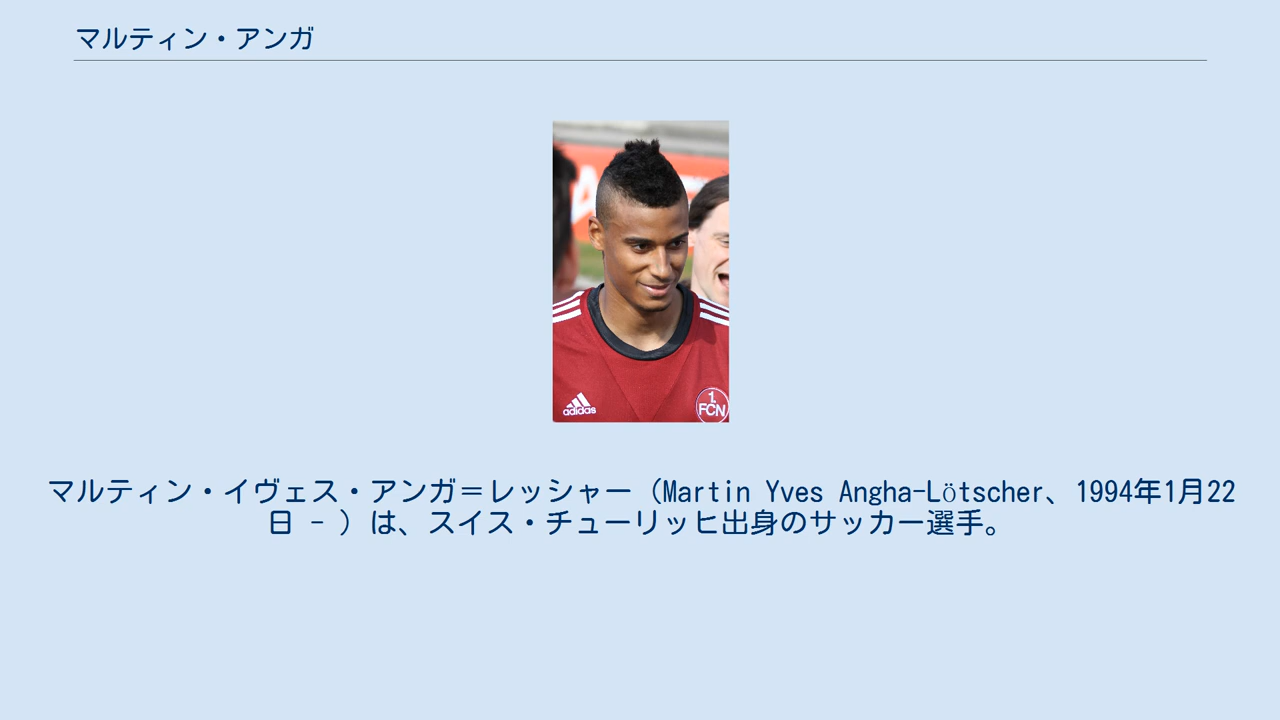 マルティン・アンガ
adidas
1.
FCN
マルティン・イヴェス・アンガ＝レッシャー（Martin Yves Angha-Lötscher、1994年1月22
日 - ）は、スイス・チューリッヒ出身のサッカー選手。